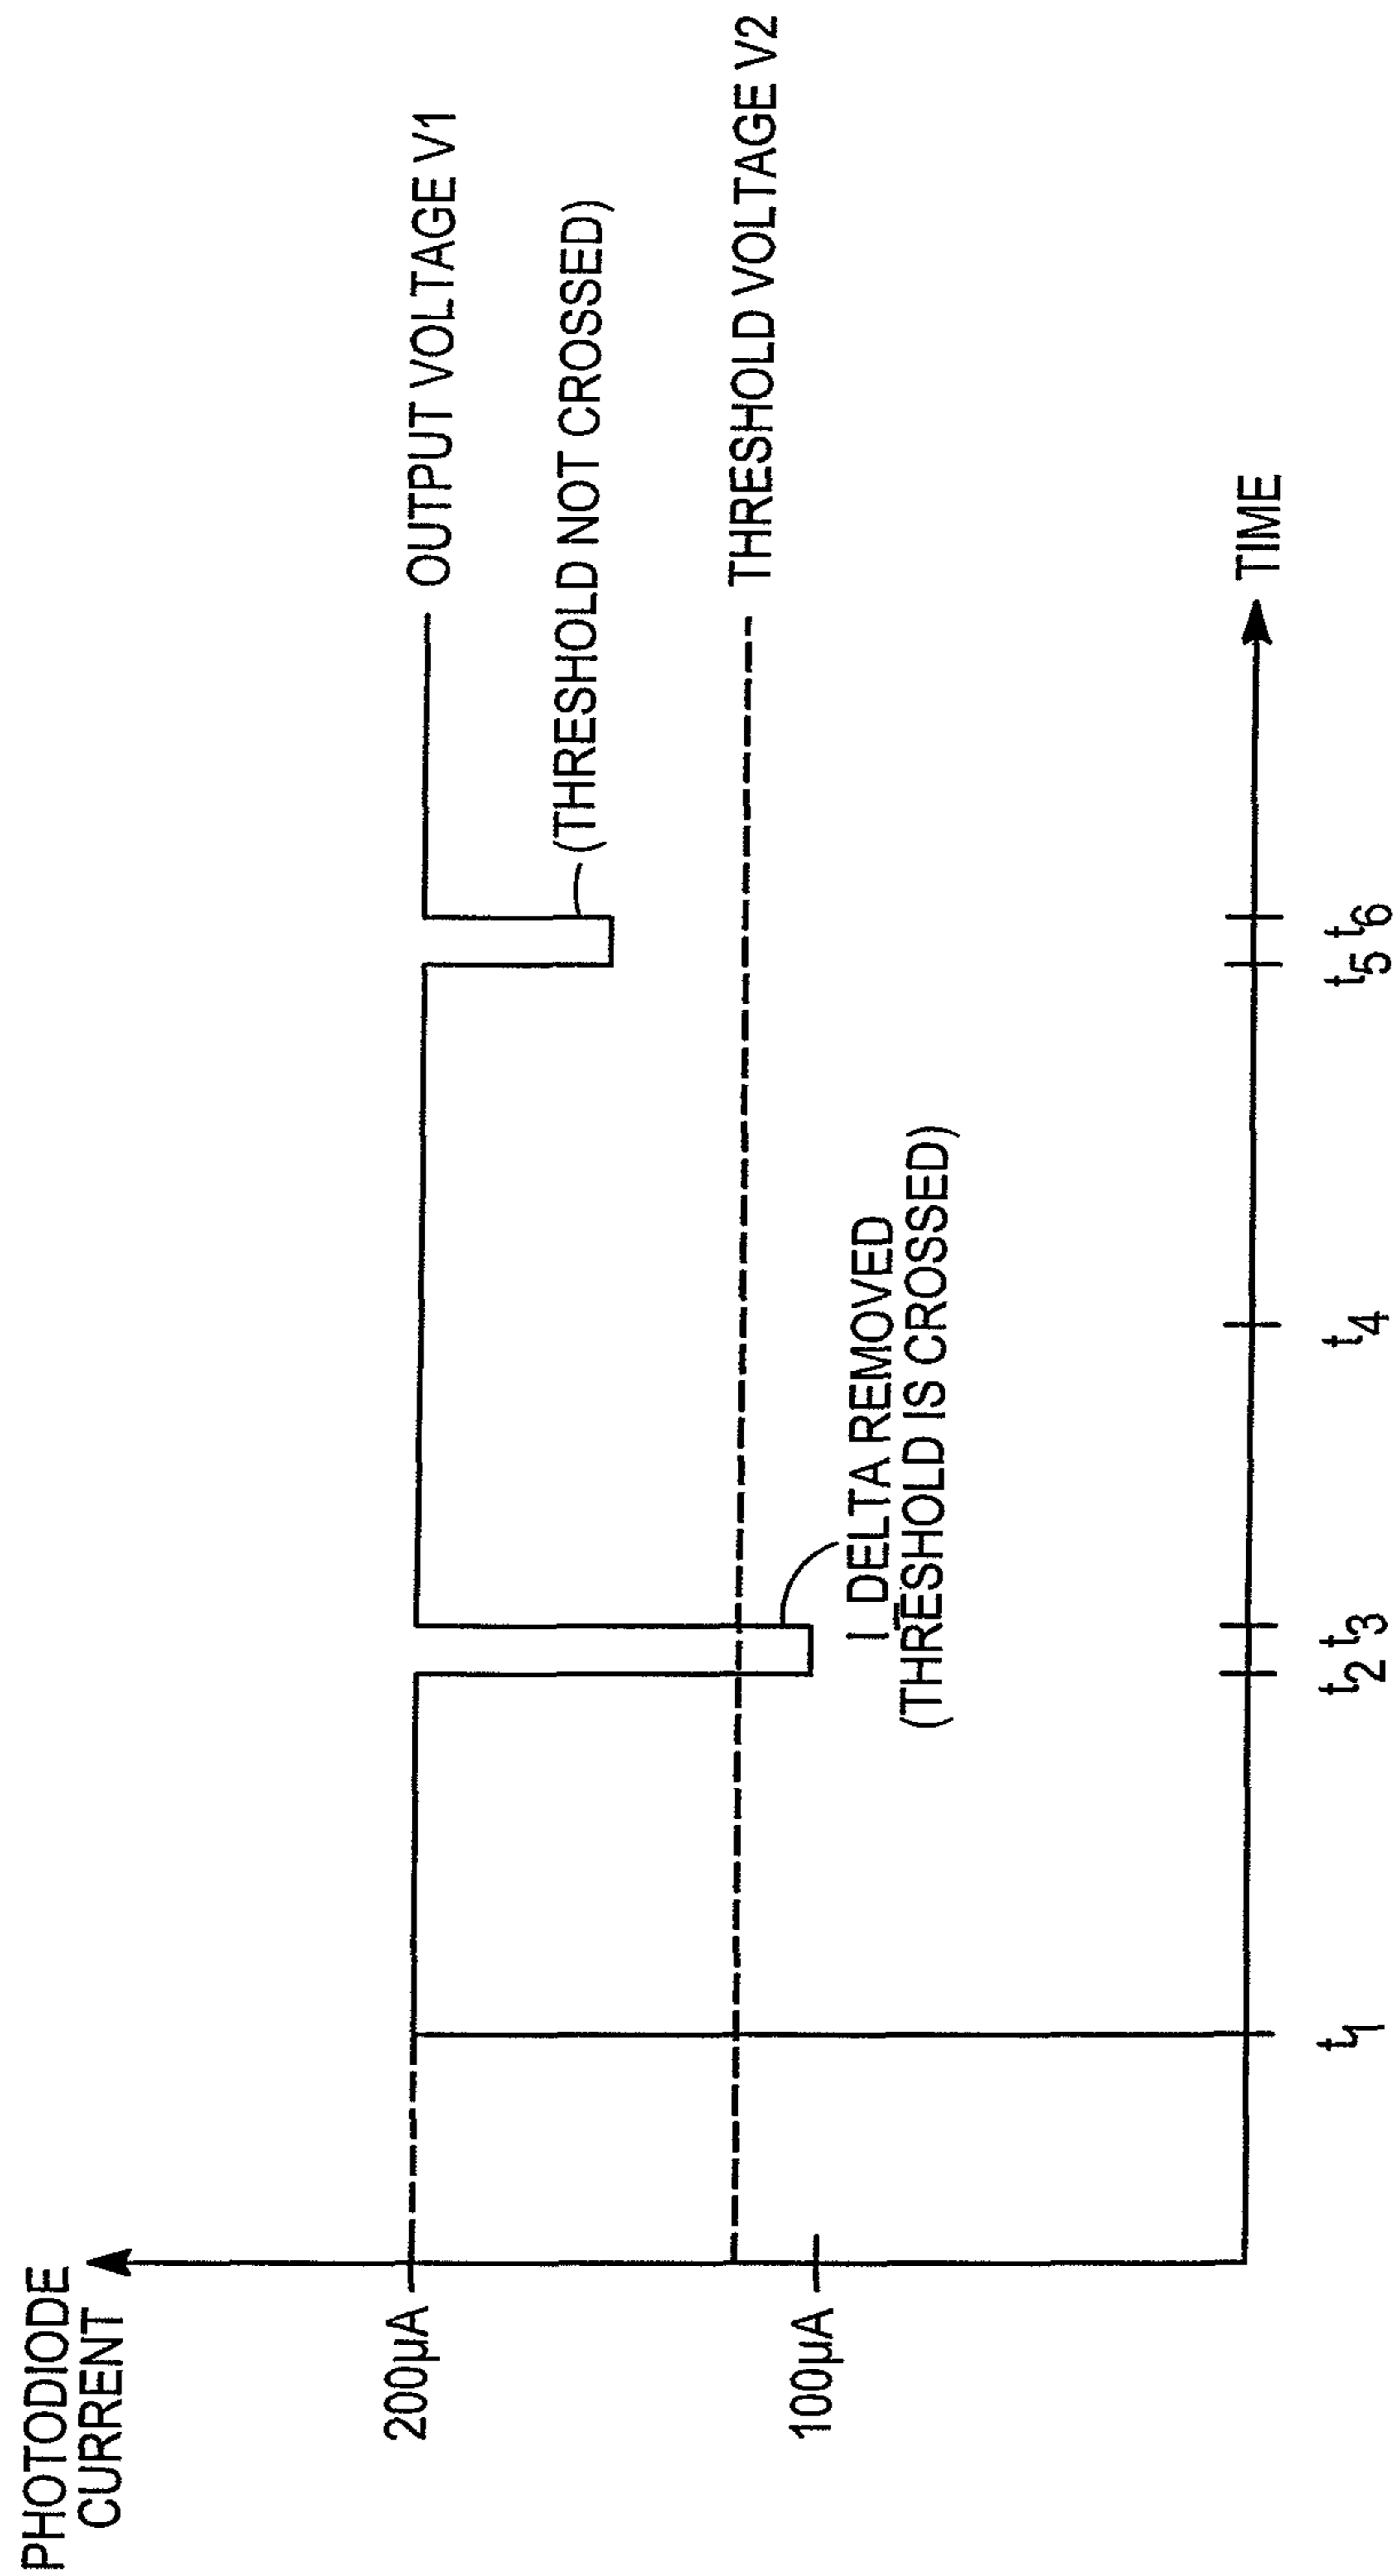 PHOTODIODE
CURRENT
200µA
100µA
OUTPUT VOLTAGE V1
(THRESHOLD NOT CROSSED)
THRESHOLD VOLTAGE V2
I_DELTA REMOVED
(THRESHOLD IS CROSSED)
TIME
t1
t2
t3
t4
t5
t6